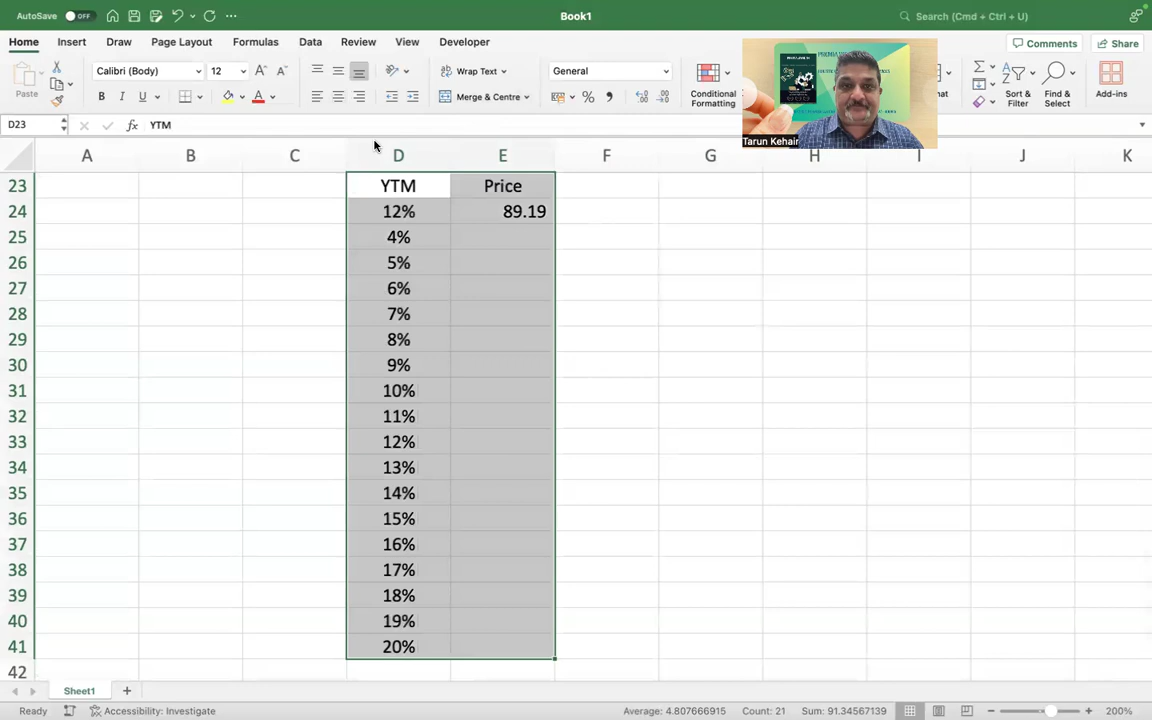 AutoSave OFF Book1 Search (Cmd + Ctrl + U)
Home Insert Draw Page Layout Formulas Data Review View Developer Comments Share
Paste Calibri (Body) 12 A A Wrap Text General Conditional Formatting Sort & Filter Find & Select Add-ins
B I U A Merge & Centre % 9
D23 fx YTM
Tarun Kehair
A B C D E F G H I J K
23 YTM Price
24 12% 89.19
25 4%
26 5%
27 6%
28 7%
29 8%
30 9%
31 10%
32 11%
33 12%
34 13%
35 14%
36 15%
37 16%
38 17%
39 18%
40 19%
41 20%
42
Sheet1
Ready Accessibility: Investigate Average: 4.807666915 Count: 21 Sum: 91.34567139 200%